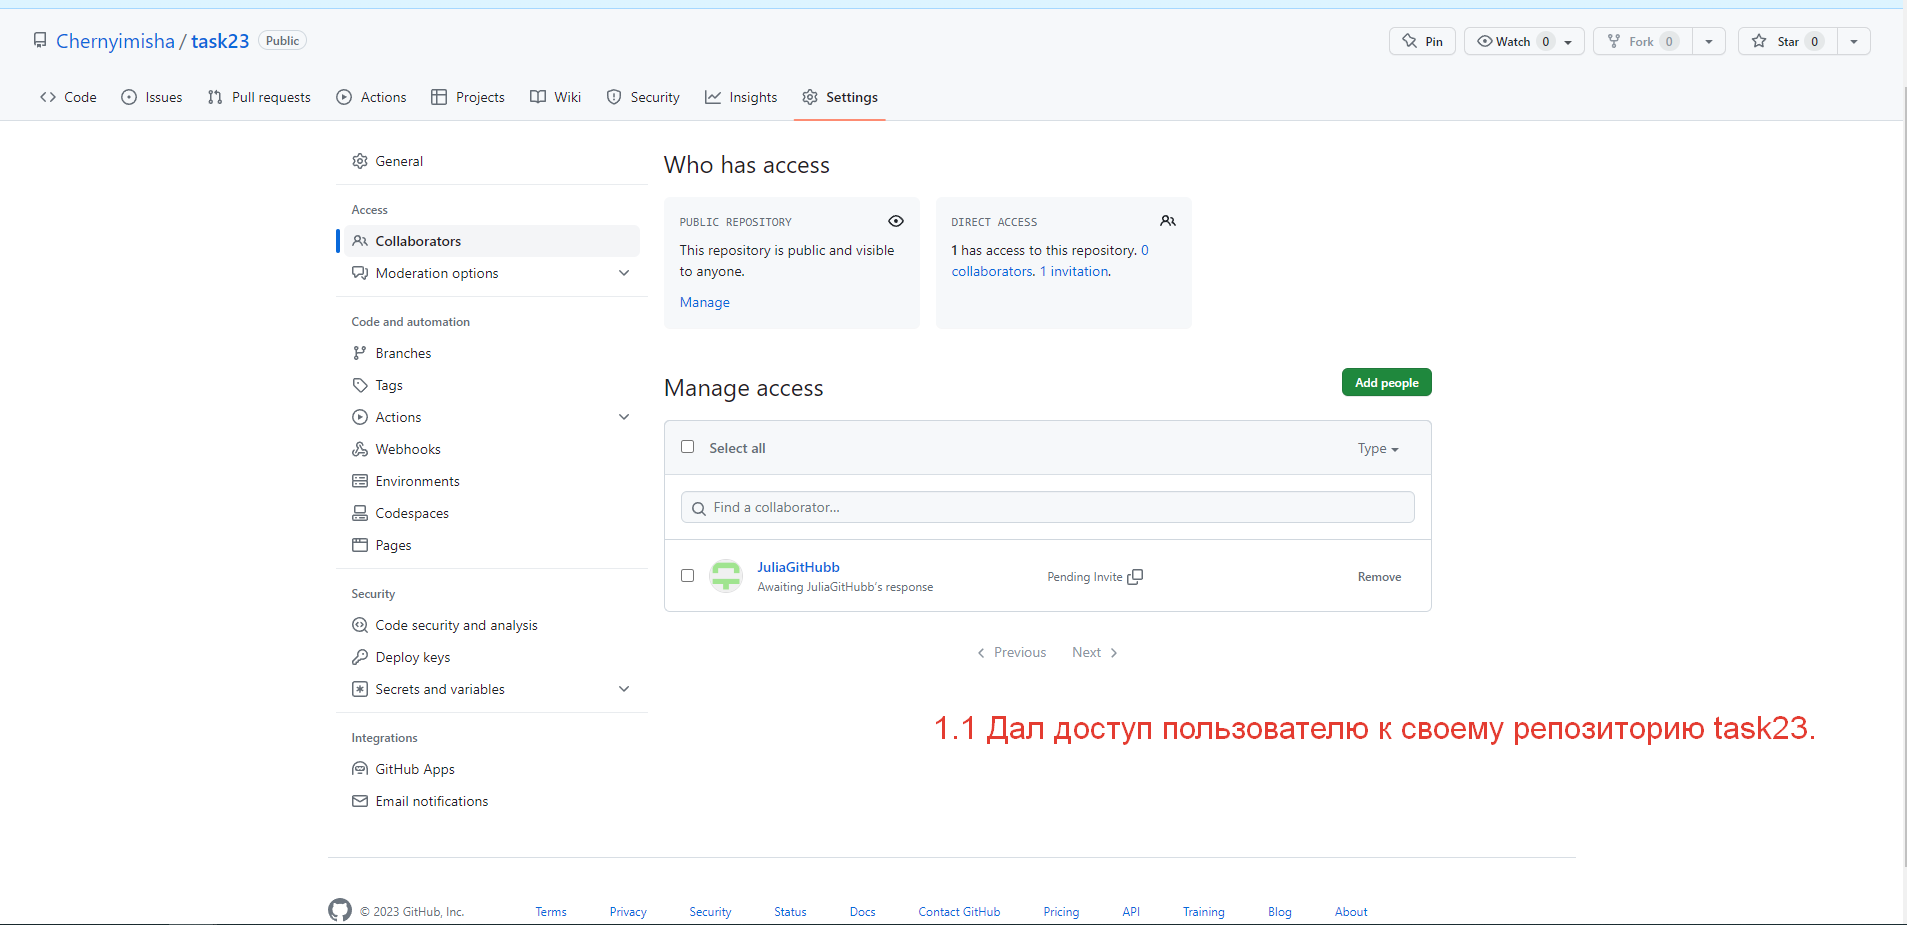 Chernyimisha / task23 Public
Pin Watch 0 Fork 0 Star 0
Code Issues Pull requests Actions Projects Wiki Security Insights Settings
General
Access
Collaborators
Moderation options
Code and automation
Branches
Tags
Actions
Webhooks
Environments
Codespaces
Pages
Security
Code security and analysis
Deploy keys
Secrets and variables
Integrations
GitHub Apps
Email notifications
Who has access
PUBLIC REPOSITORY
This repository is public and visible
to anyone.
Manage
DIRECT ACCESS
1 has access to this repository. 0
collaborators. 1 invitation.
Manage access
Add people
Select all
Type
Find a collaborator...
JuliaGitHubb
Awaiting JuliaGitHubb's response
Pending Invite
Remove
Previous Next
1.1 Дал доступ пользователю к своему репозиторию task23.
© 2023 GitHub, Inc. Terms Privacy Security Status Docs Contact GitHub Pricing API Training Blog About